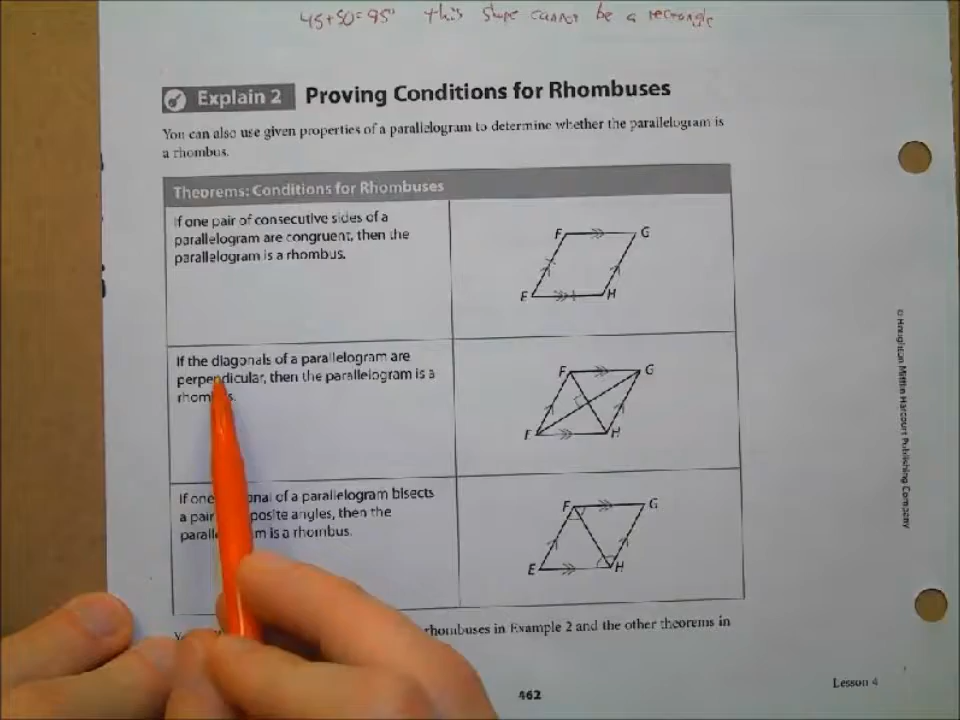 45+50=95° this shape cannot be a rectangle
Explain 2 Proving Conditions for Rhombuses
You can also use given properties of a parallelogram to determine whether the parallelogram is
a rhombus.
Theorems: Conditions for Rhombuses
If one pair of consecutive sides of a
parallelogram are congruent, then the
parallelogram is a rhombus.
F G
E H
If the diagonals of a parallelogram are
perpendicular, then the parallelogram is a
F G
E H
If one of a parallelogram bisects
a pair angles, then the
is a rhombus.
F G
E H
rhombuses in Example 2 and the other theorems in
462
Lesson 4
© Houghton Mifflin Harcourt Publishing Company